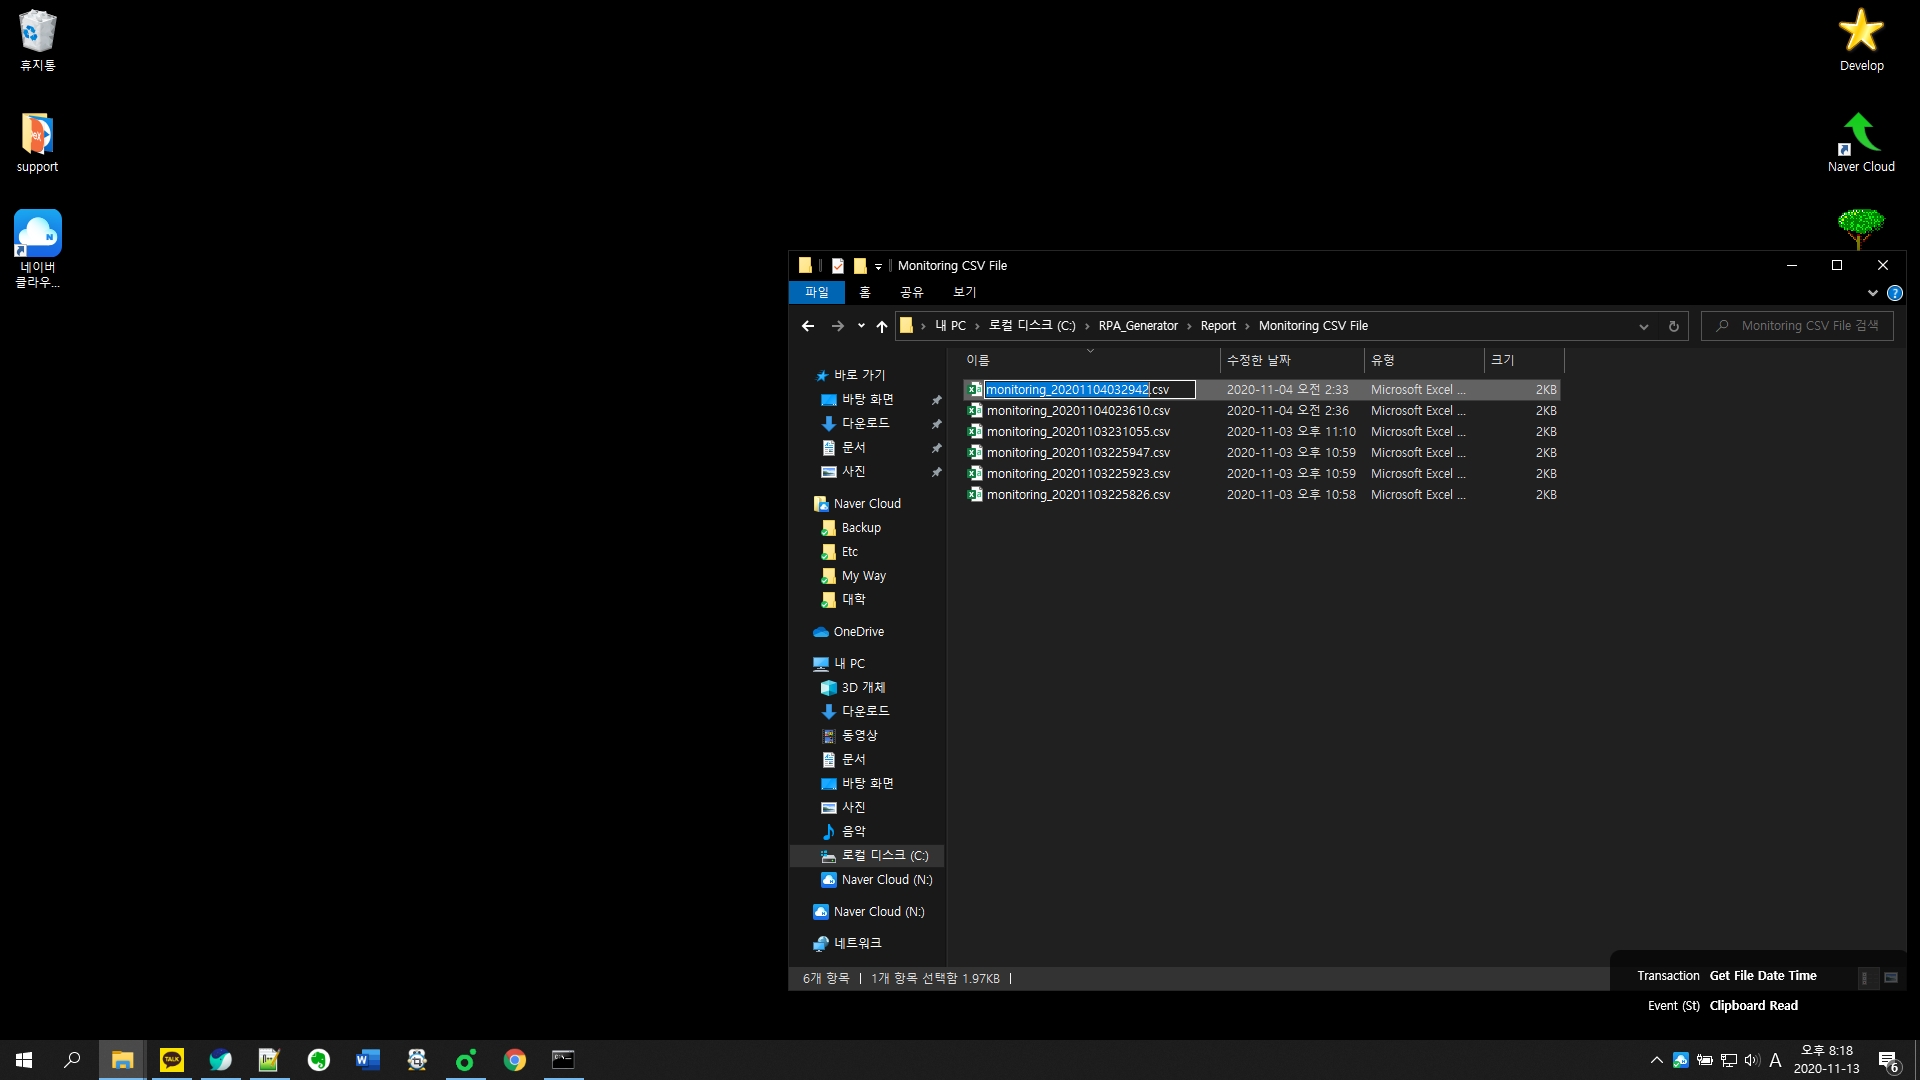 휴지통
support
네이버
클라우...
Develop
Naver Cloud
Monitoring CSV File
파일 홈 공유 보기
내 PC › 로컬 디스크 (C:) › RPA_Generator › Report › Monitoring CSV File
Monitoring CSV File 검색
이름 수정한 날짜 유형 크기
monitoring_20201104032942.csv 2020-11-04 오전 2:33 Microsoft Excel ... 2KB
monitoring_20201104023610.csv 2020-11-04 오전 2:36 Microsoft Excel ... 2KB
monitoring_20201103231055.csv 2020-11-03 오후 11:10 Microsoft Excel ... 2KB
monitoring_20201103225947.csv 2020-11-03 오후 10:59 Microsoft Excel ... 2KB
monitoring_20201103225923.csv 2020-11-03 오후 10:59 Microsoft Excel ... 2KB
monitoring_20201103225826.csv 2020-11-03 오후 10:58 Microsoft Excel ... 2KB
바로 가기
바탕 화면
다운로드
문서
사진
Naver Cloud
Backup
Etc
My Way
대학
OneDrive
내 PC
3D 개체
다운로드
동영상
문서
바탕 화면
사진
음악
로컬 디스크 (C:)
Naver Cloud (N:)
Naver Cloud (N:)
네트워크
6개 항목 | 1개 항목 선택함 1.97KB |
Transaction Get File Date Time
Event (St) Clipboard Read
TALK
A
오후 8:18
2020-11-13
6